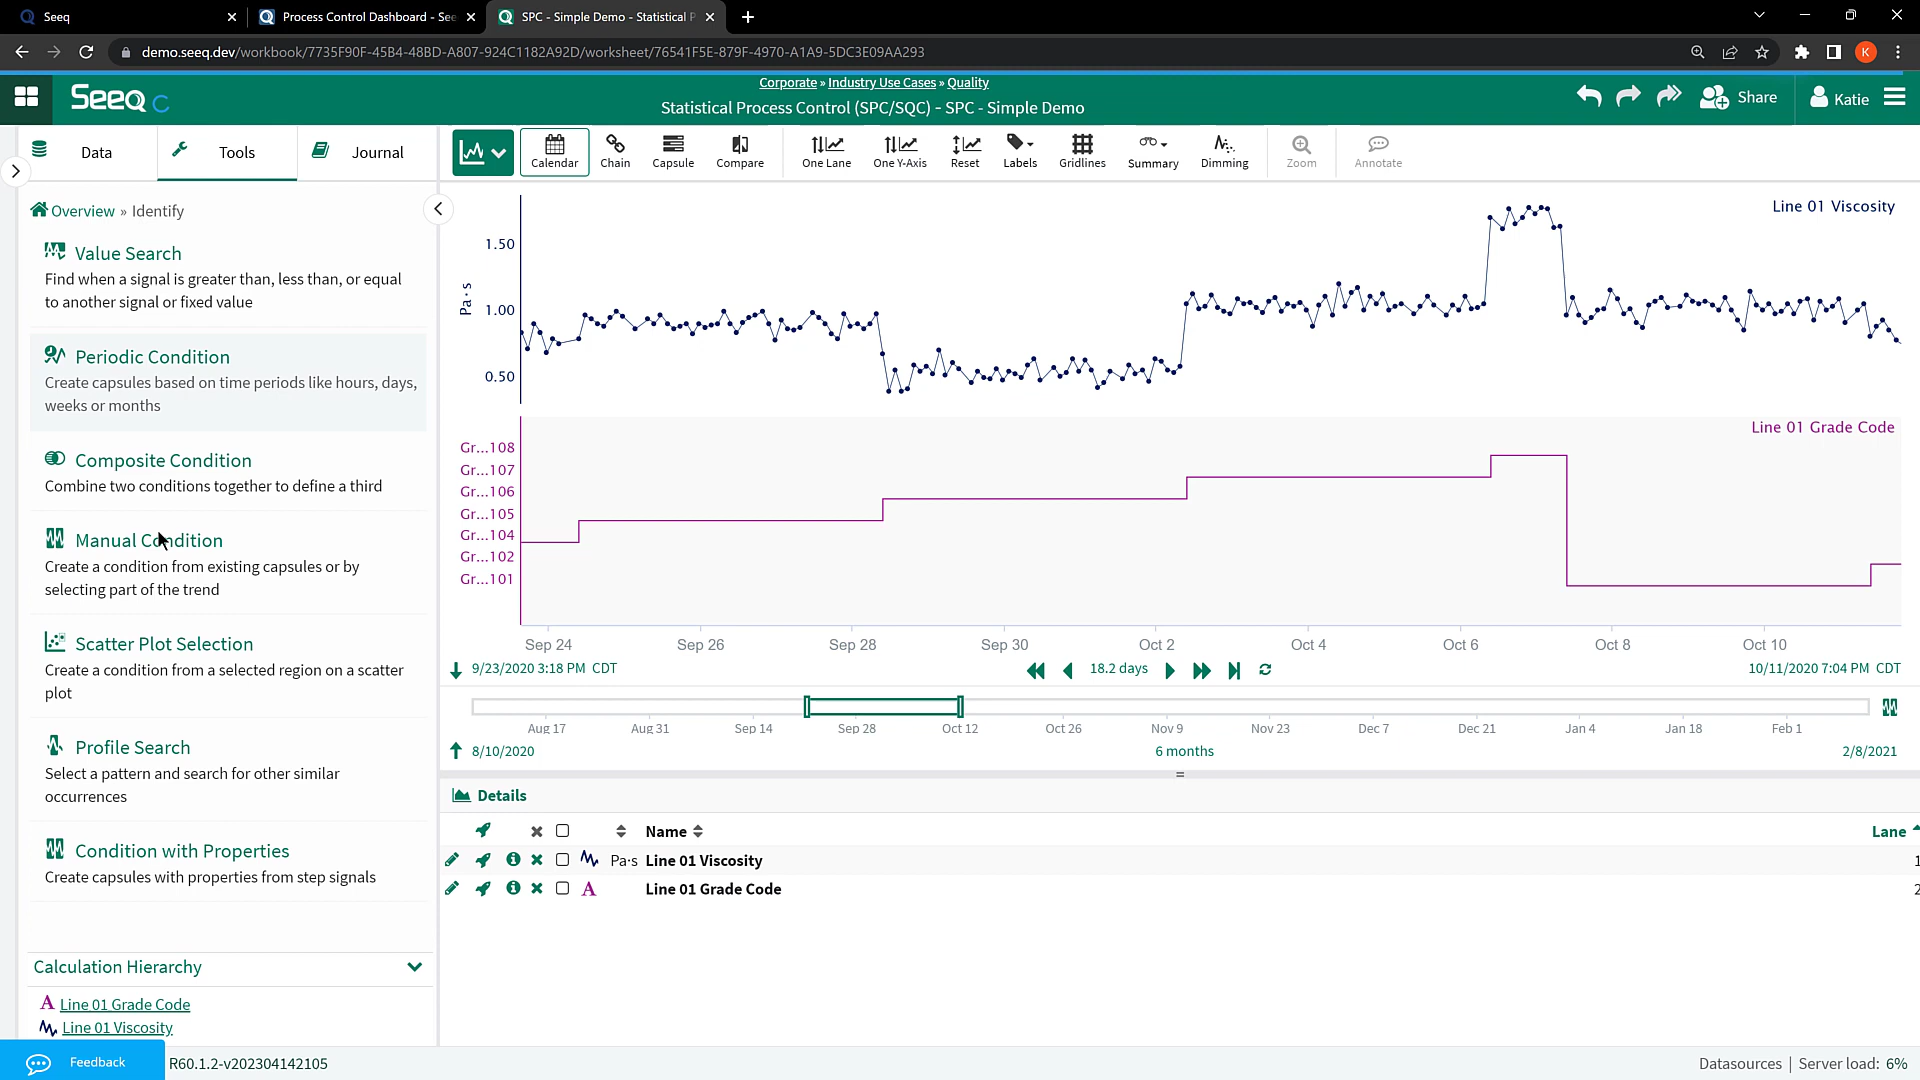 Seeq
Process Control Dashboard - See
SPC - Simple Demo - Statistical P
demo.seeq.dev/workbook/7735F90F-45B4-48BD-A807-924C1182A92D/worksheet/76541F5E-879F-4970-A1A9-5DC3E09AA293
K
Corporate » Industry Use Cases » Quality
Seeq
Statistical Process Control (SPC/SQC) - SPC - Simple Demo
Share
Katie
Data
Tools
Journal
Calendar
Chain
Capsule
Compare
One Lane
One Y-Axis
Reset
Labels
Gridlines
Summary
Dimming
Zoom
Annotate
Overview » Identify
Value Search
Find when a signal is greater than, less than, or equal
to another signal or fixed value
Periodic Condition
Create capsules based on time periods like hours, days,
weeks or months
Composite Condition
Combine two conditions together to define a third
Manual Condition
Create a condition from existing capsules or by
selecting part of the trend
Scatter Plot Selection
Create a condition from a selected region on a scatter
plot
Profile Search
Select a pattern and search for other similar
occurrences
Condition with Properties
Create capsules with properties from step signals
Calculation Hierarchy
A Line 01 Grade Code
Line 01 Viscosity
Feedback
R60.1.2-v202304142105
Line 01 Viscosity
Pa·s
1.50
1.00
0.50
Line 01 Grade Code
Gr...108
Gr...107
Gr...106
Gr...105
Gr...104
Gr...102
Gr...101
Sep 24
Sep 26
Sep 28
Sep 30
Oct 2
Oct 4
Oct 6
Oct 8
Oct 10
9/23/2020 3:18 PM CDT
18.2 days
10/11/2020 7:04 PM CDT
Aug 17
Aug 31
Sep 14
Sep 28
Oct 12
Oct 26
Nov 9
Nov 23
Dec 7
Dec 21
Jan 4
Jan 18
Feb 1
8/10/2020
6 months
2/8/2021
Details
Name
Lane
Pa·s Line 01 Viscosity
1
A Line 01 Grade Code
2
Datasources | Server load: 6%